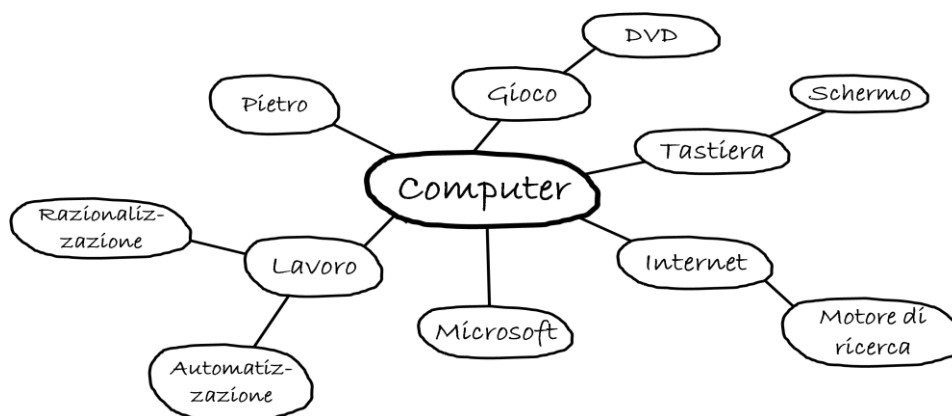 DVD
Gioco
Schermo
Pietro
Tastiera
Computer
Razionaliz-
zazione
Lavoro
Internet
Microsoft
Motore di
ricerca
Automatiz-
zazione